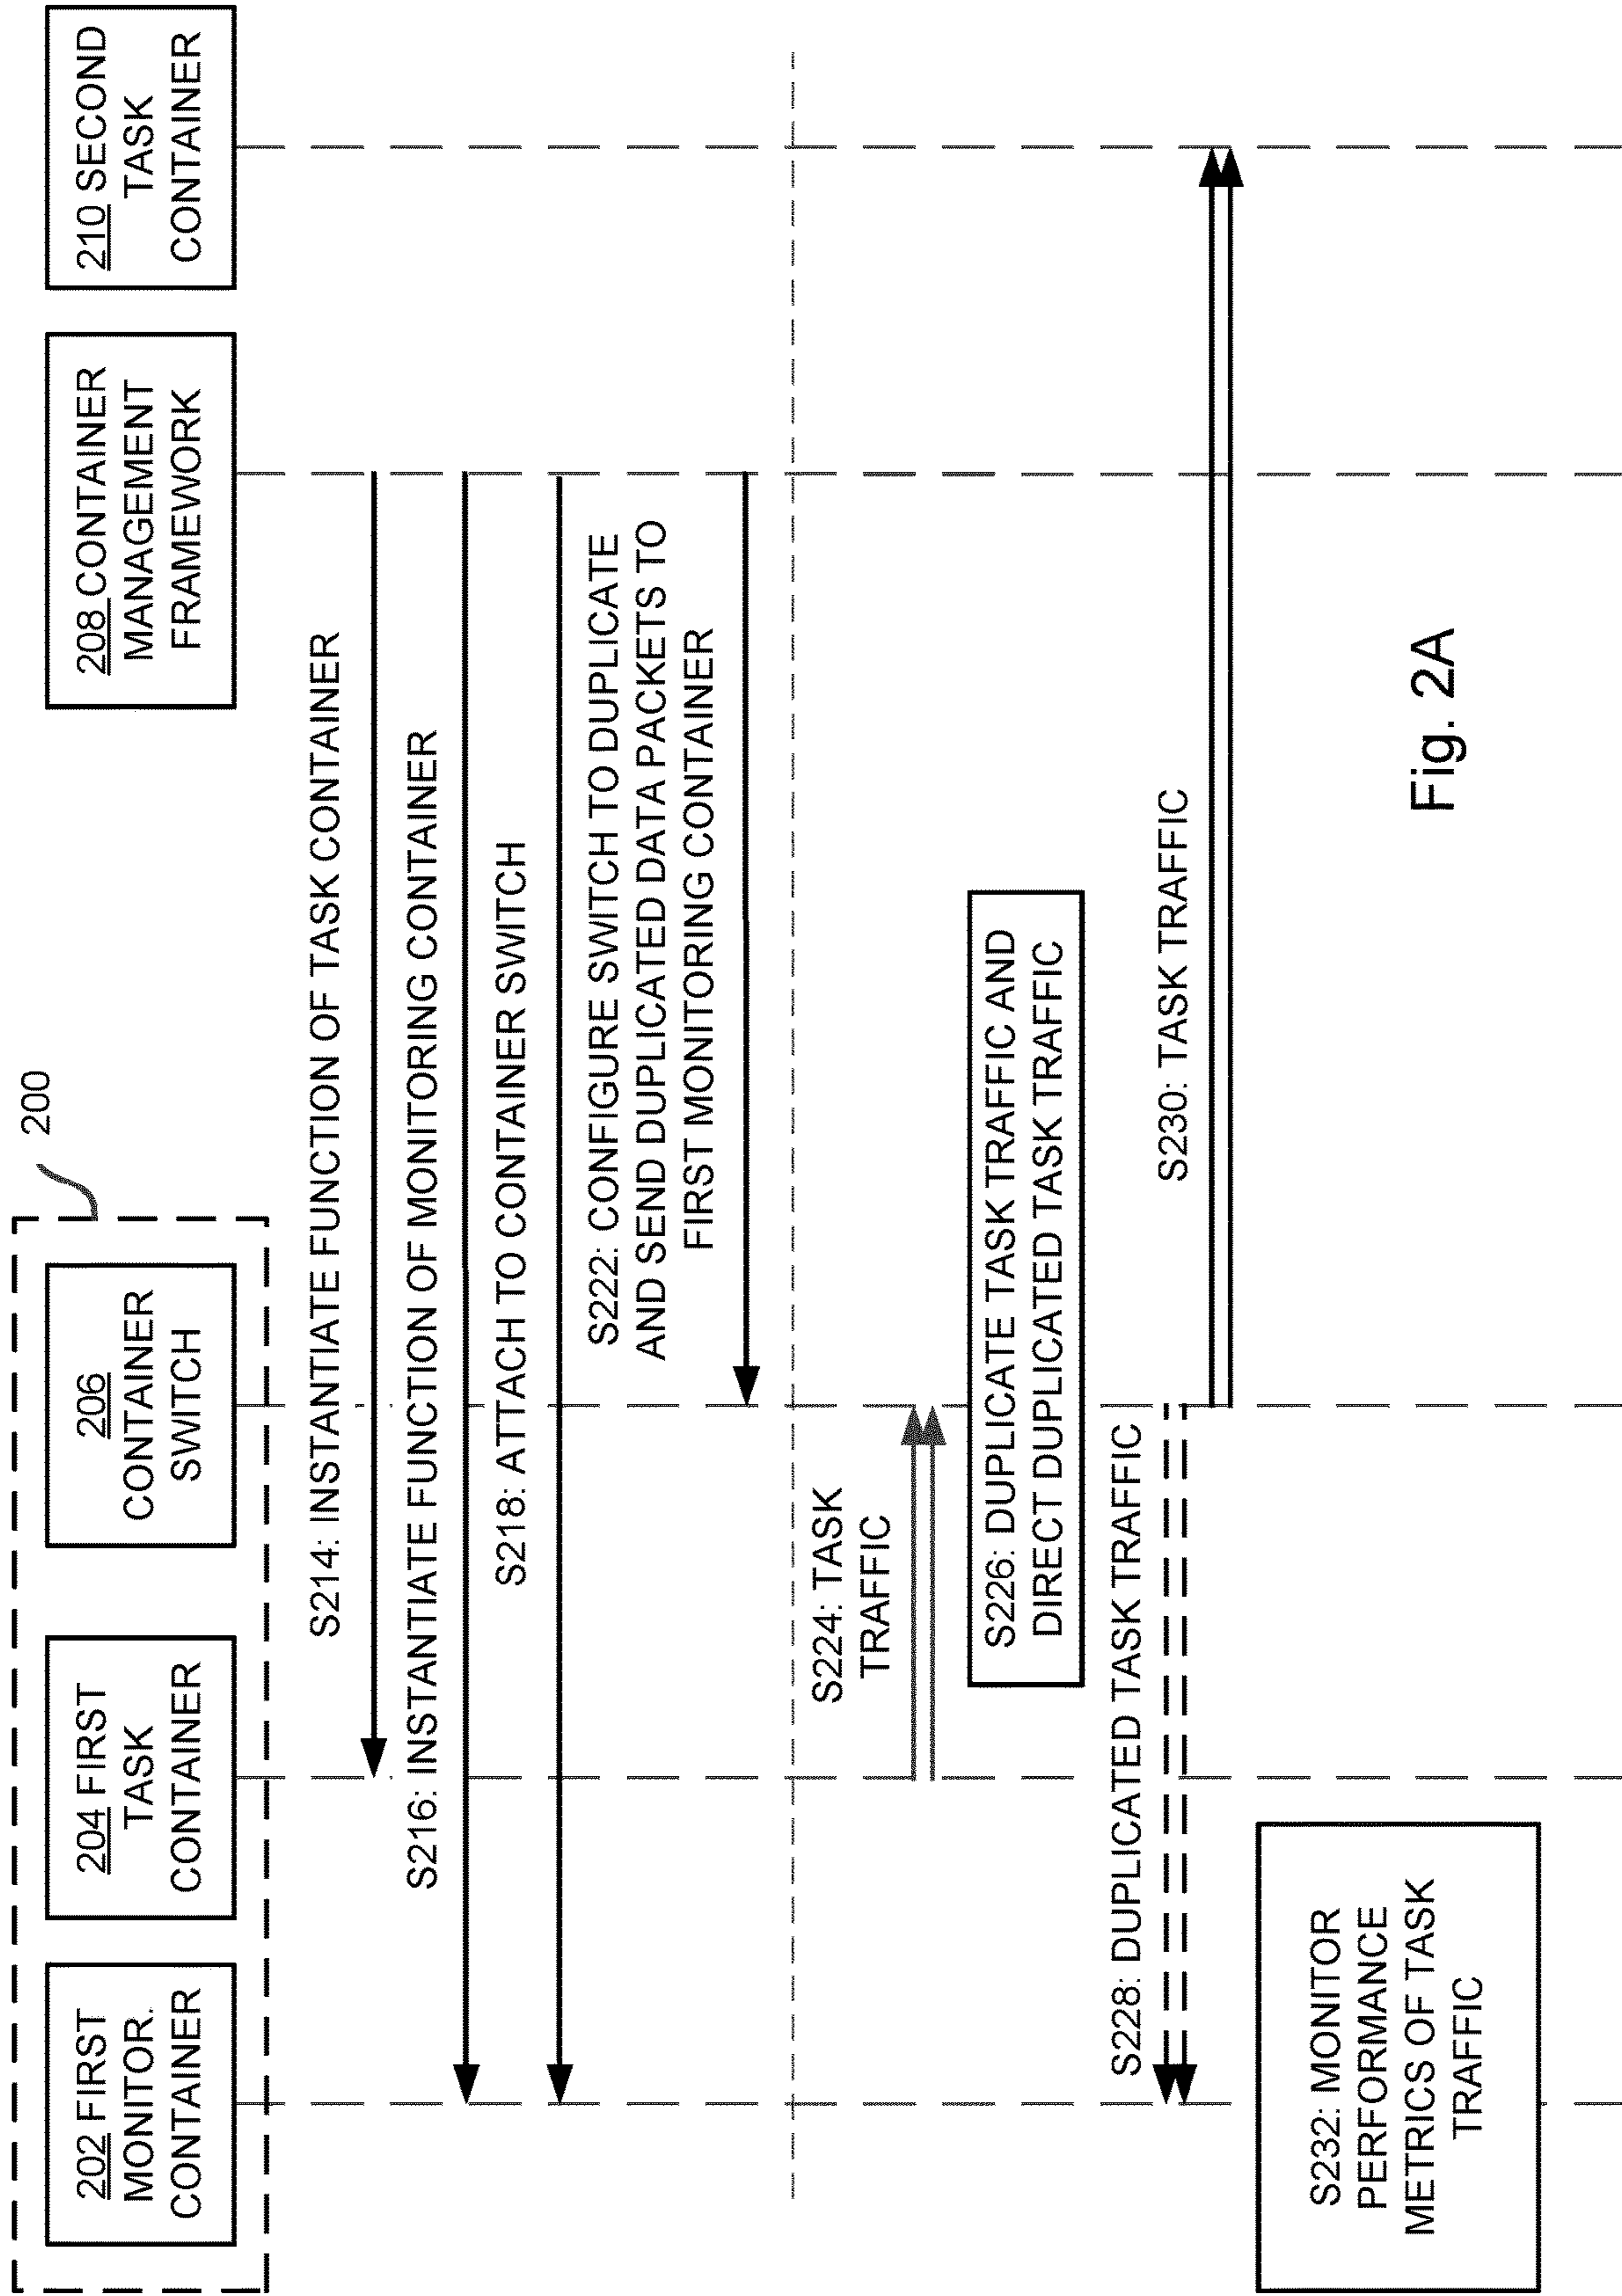 200
202 FIRST
MONITOR.
CONTAINER
204 FIRST
TASK
CONTAINER
206
CONTAINER
SWITCH
208 CONTAINER
MANAGEMENT
FRAMEWORK
210 SECOND
TASK
CONTAINER
S214: INSTANTIATE FUNCTION OF TASK CONTAINER
S216: INSTANTIATE FUNCTION OF MONITORING CONTAINER
S218: ATTACH TO CONTAINER SWITCH
S222: CONFIGURE SWITCH TO DUPLICATE
AND SEND DUPLICATED DATA PACKETS TO
FIRST MONITORING CONTAINER
S224: TASK
TRAFFIC
S226: DUPLICATE TASK TRAFFIC AND
DIRECT DUPLICATED TASK TRAFFIC
S228: DUPLICATED TASK TRAFFIC
S230: TASK TRAFFIC
S232: MONITOR
PERFORMANCE
METRICS OF TASK
TRAFFIC
Fig. 2A